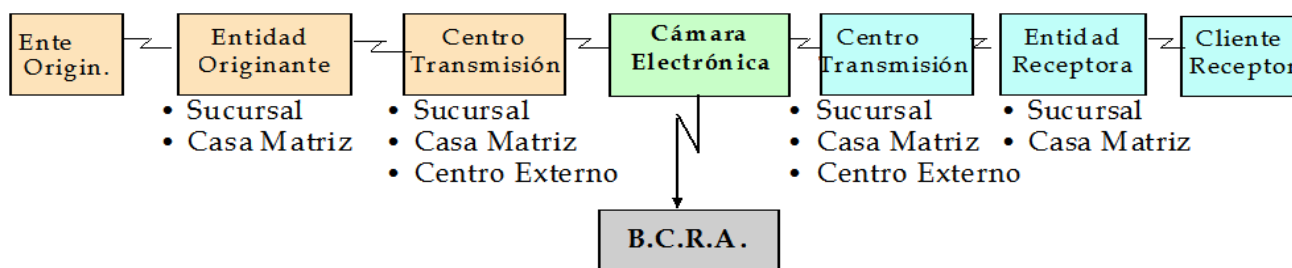 Ente
Origin.
Entidad
Originante
Centro
Transmisión
Cámara
Electrónica
Centro
Transmisión
Entidad
Receptora
Cliente
Receptor
• Sucursal
• Casa Matriz
• Sucursal
• Casa Matriz
• Centro Externo
• Sucursal
• Casa Matriz
• Centro Externo
• Sucursal
• Casa Matriz
B.C.R.A.